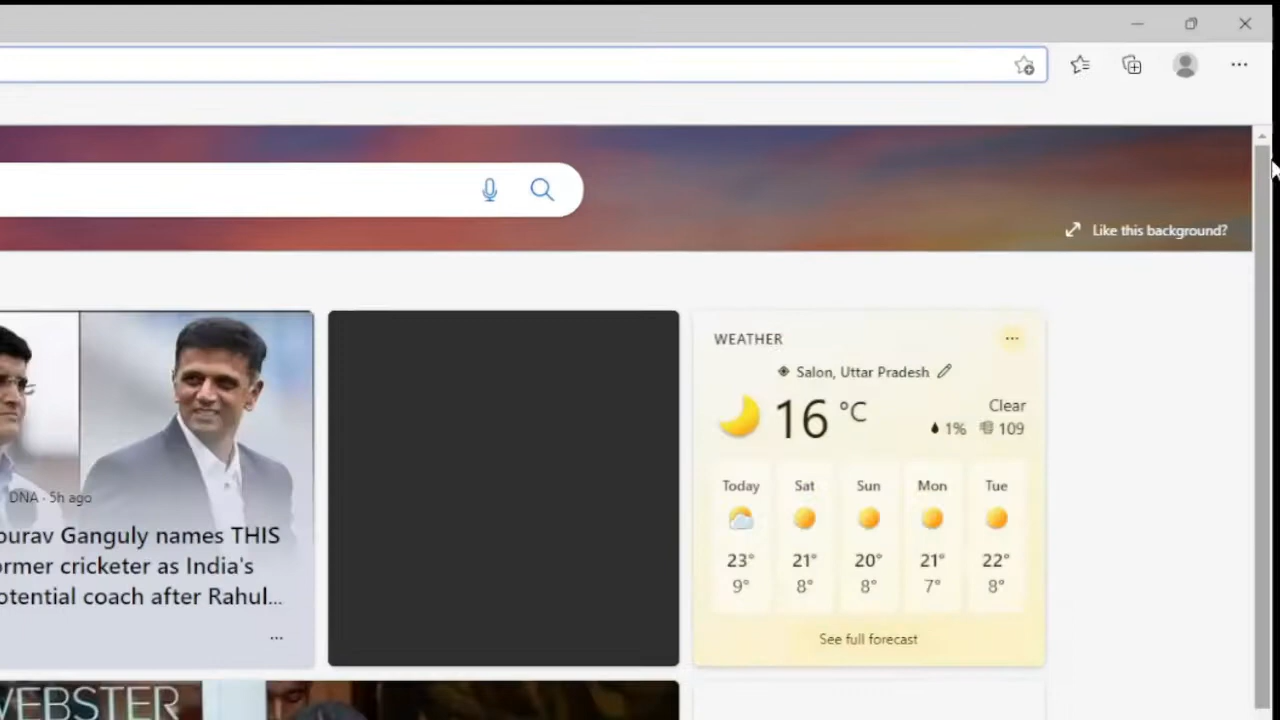 Like this background?
WEATHER
...
Salon, Uttar Pradesh
16 °C
Clear
1% 109
Today Sat Sun Mon Tue
23° 21° 20° 21° 22°
9° 8° 8° 7° 8°
See full forecast
DNA · 5h ago
ourav Ganguly names THIS
ormer cricketer as India's
otential coach after Rahul...
...
WEBSTER